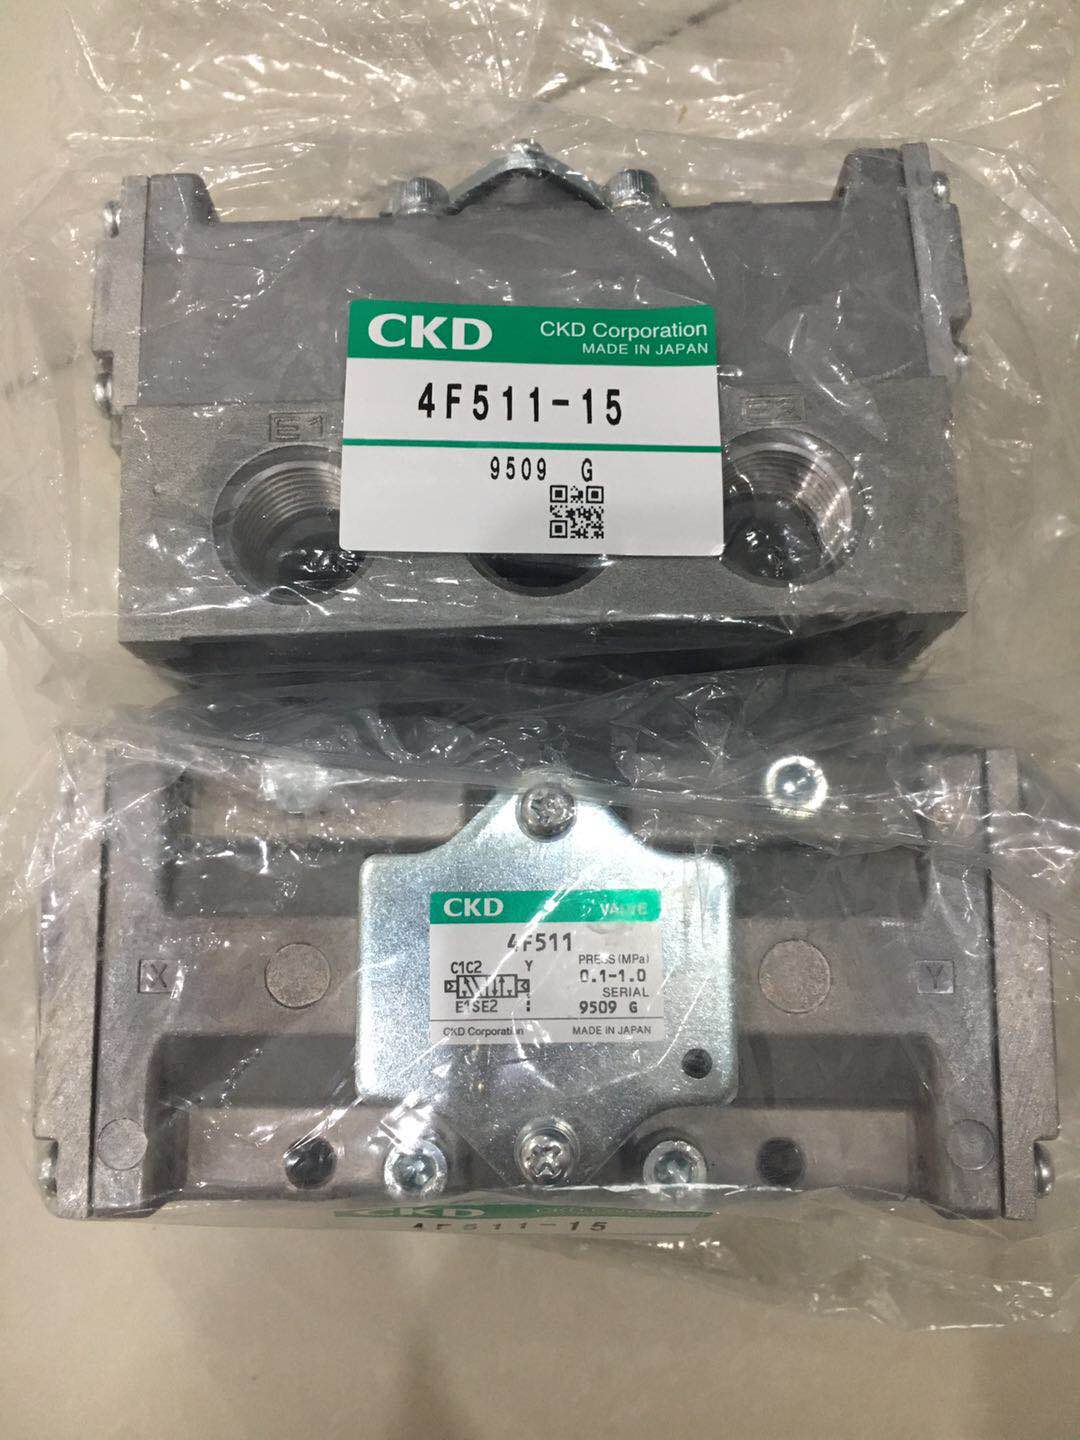 CKD CKD Corporation
MADE IN JAPAN
4F511-15
E1
9509 G
CKD VALVE
4F511
C1C2 Y PRESS(MPa)
0.1-1.0
SERIAL
E1SE2 9509 G
CKD Corporation MADE IN JAPAN
X
Y
CKD
4F511-15